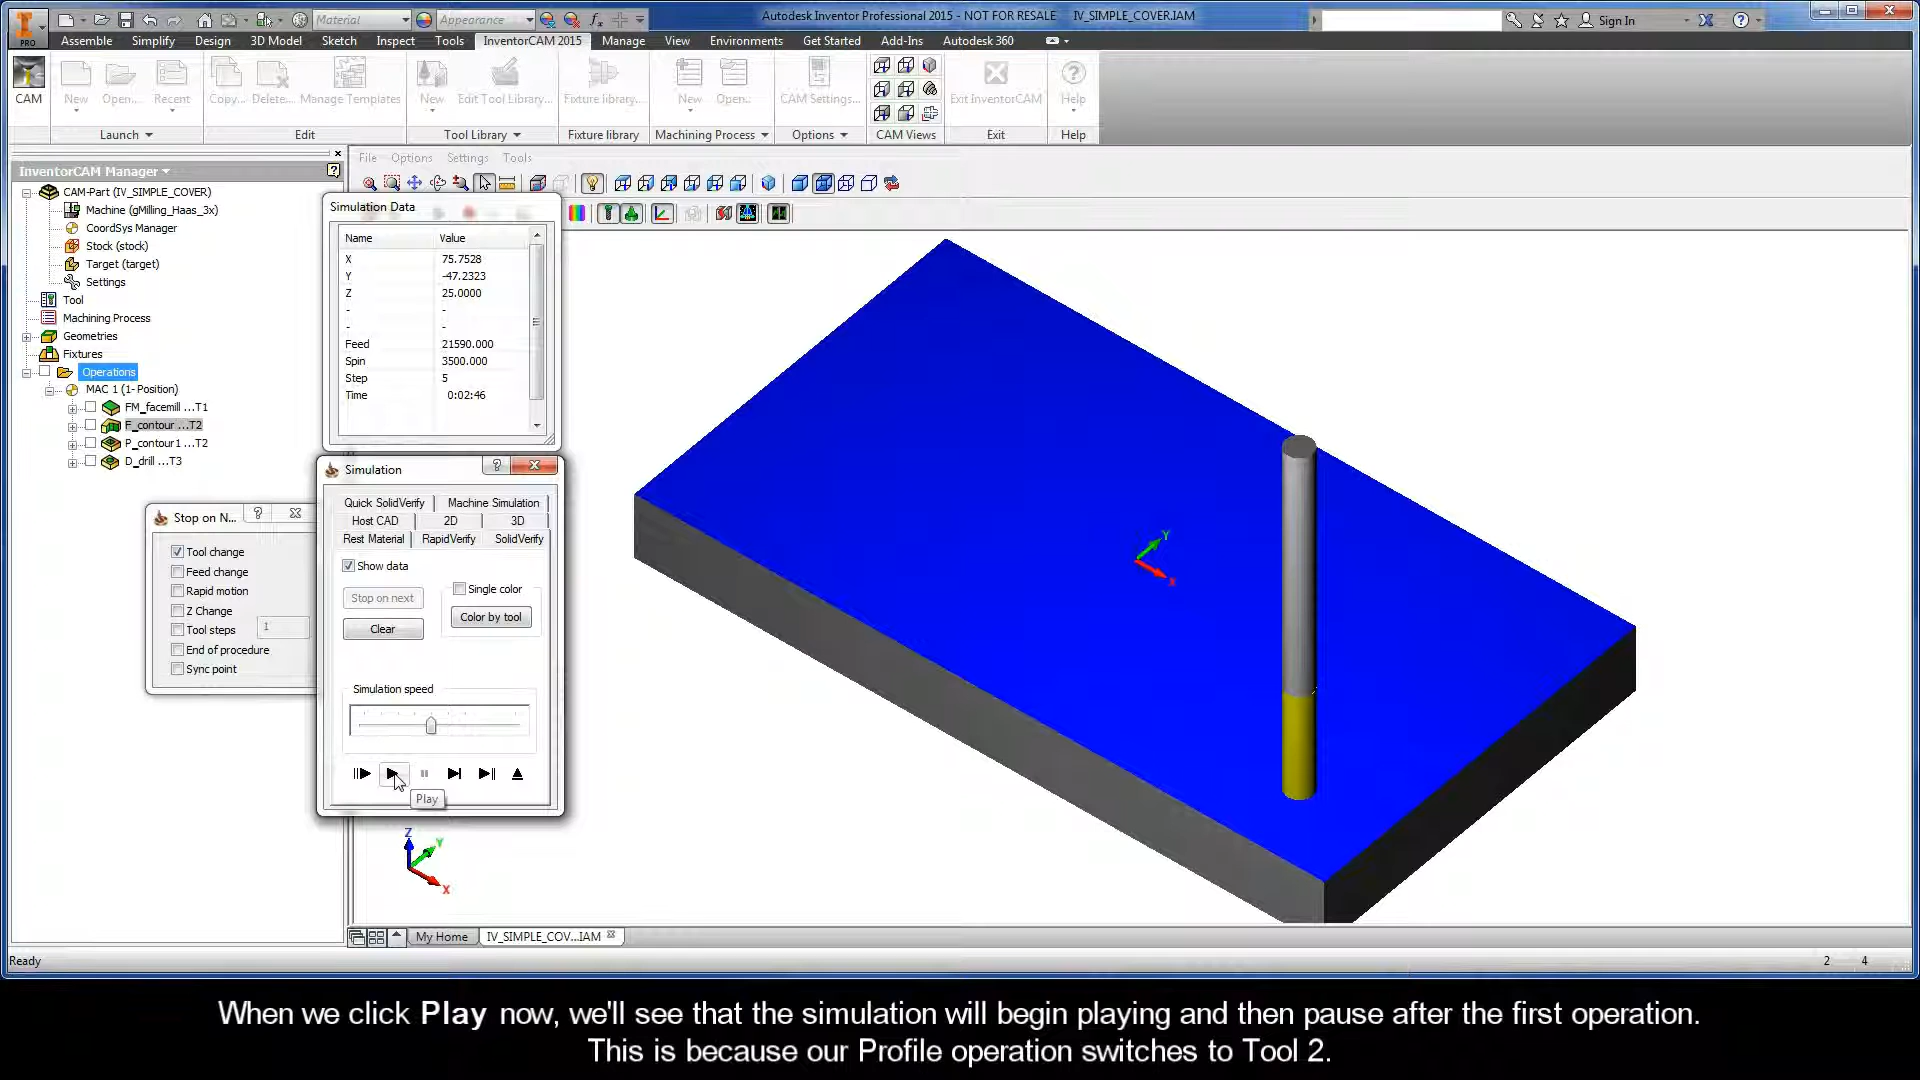 Material
Appearance
Autodesk Inventor Professional 2015 - NOT FOR RESALE IV_SIMPLE_COVER.IAM
Sign In
PRO
Assemble Simplify Design 3D Model Sketch Inspect Tools InventorCAM 2015 Manage View Environments Get Started Add-Ins Autodesk 360
CAM New Open... Recent Copy... Delete... Manage Templates New Edit Tool Library... Fixture library... New Open... CAM Settings... Exit InventorCAM Help
Launch Edit Tool Library Fixture library Machining Process Options CAM Views Exit Help
File Options Settings Tools
InventorCAM Manager
CAM-Part (IV_SIMPLE_COVER)
Machine (gMilling_Haas_3x)
CoordSys Manager
Stock (stock)
Target (target)
Settings
Tool
Machining Process
Geometries
Fixtures
Operations
MAC 1 (1- Position)
FM_facemill ...T1
F_contour ...T2
P_contour1 ...T2
D_drill ...T3
Simulation Data
Name Value
X 75.7528
Y -47.2323
Z 25.0000
- -
- -
Feed 21590.000
Spin 3500.000
Step 5
Time 0:02:46
Stop on N...
Tool change
Feed change
Rapid motion
Z Change
Tool steps 1
End of procedure
Sync point
Simulation
Quick SolidVerify Machine Simulation
Host CAD 2D 3D
Rest Material RapidVerify SolidVerify
Show data
Stop on next
Single color
Clear
Color by tool
Simulation speed
Play
Y
X
Z
Y
X
My Home IV_SIMPLE_COV...IAM
Ready
2 4
When we click Play now, we'll see that the simulation will begin playing and then pause after the first operation.
This is because our Profile operation switches to Tool 2.